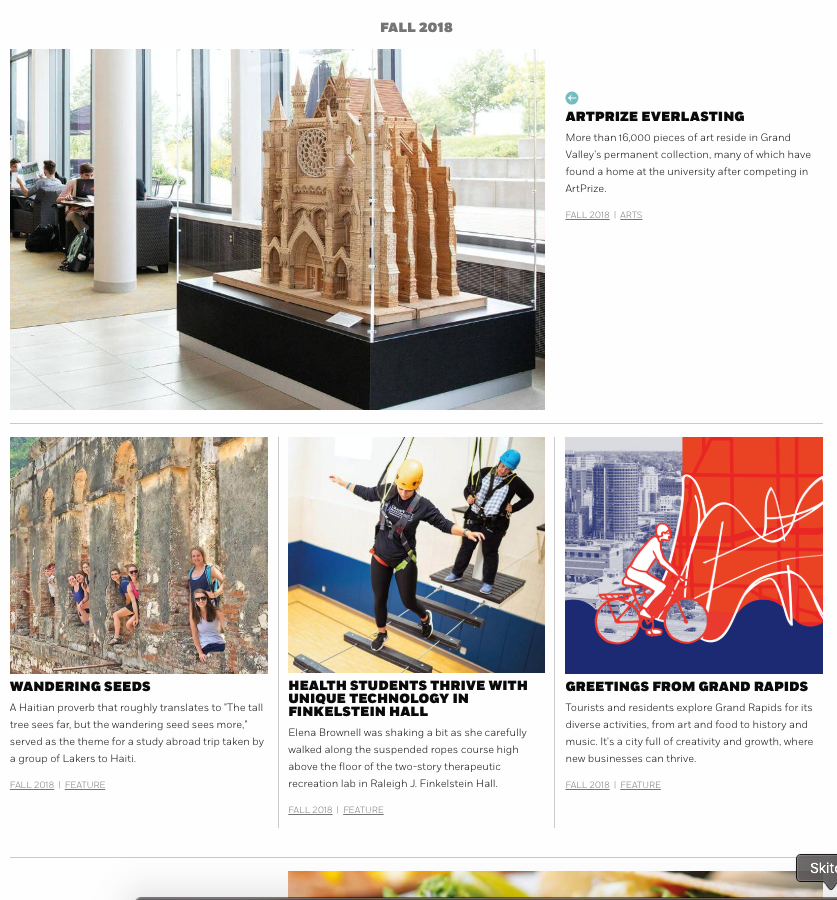 FALL 2018
ARTPRIZE EVERLASTING
More than 16,000 pieces of art reside in Grand
Valley's permanent collection, many of which have
found a home at the university after competing in
ArtPrize.
FALL 2018 | ARTS
WANDERING SEEDS
A Haitian proverb that roughly translates to "The tall
tree sees far, but the wandering seed sees more,"
served as the theme for a study abroad trip taken by
a group of Lakers to Haiti.
FALL 2018 | FEATURE
HEALTH STUDENTS THRIVE WITH
UNIQUE TECHNOLOGY IN
FINKELSTEIN HALL
Elena Brownell was shaking a bit as she carefully
walked along the suspended ropes course high
above the floor of the two-story therapeutic
recreation lab in Raleigh J. Finkelstein Hall.
FALL 2018 | FEATURE
GREETINGS FROM GRAND RAPIDS
Tourists and residents explore Grand Rapids for its
diverse activities, from art and food to history and
music. It's a city full of creativity and growth, where
new businesses can thrive.
FALL 2018 | FEATURE